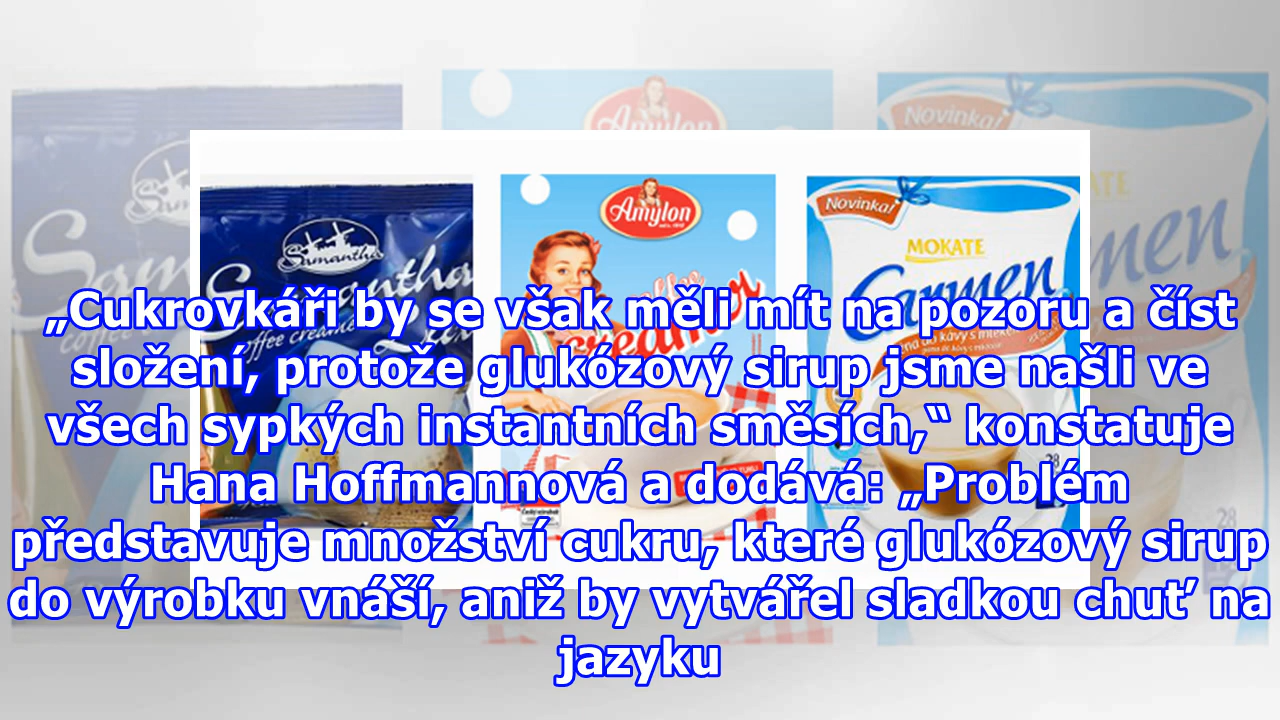 Samantha
Amylon
Novinka!
MOKATE
Carmen
„Cukrovkáři by se však měli mít na pozoru a číst
složení, protože glukózový sirup jsme našli ve
všech sypkých instantních směsích,“ konstatuje
Hana Hoffmannová a dodává: „Problém
představuje množství cukru, které glukózový sirup
do výrobku vnáší, aniž by vytvářel sladkou chuť na
jazyku